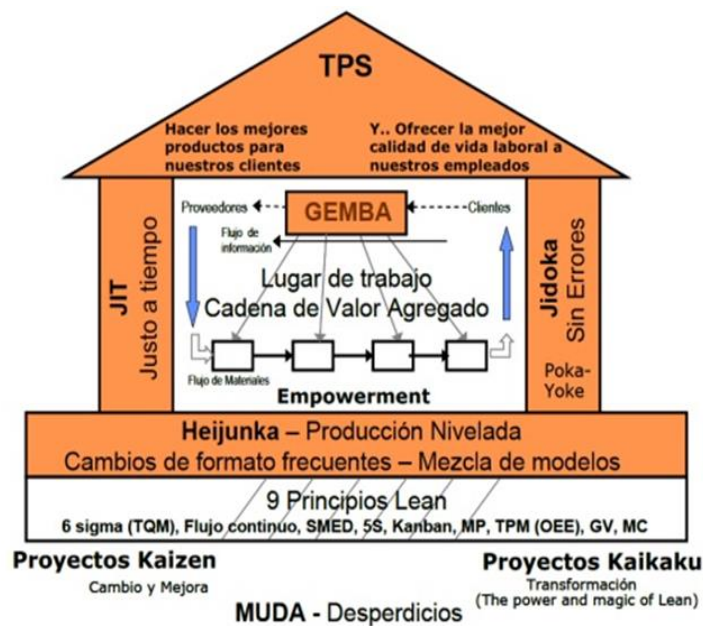 TPS
Hacer los mejores
productos para
nuestros clientes
Y.. Ofrecer la mejor
calidad de vida laboral a
nuestros empleados
JIT
Justo a tiempo
Proveedores
GEMBA
Clientes
Flujo de
información
Lugar de trabajo
Cadena de Valor Agregado
Flujo de Materiales
Empowerment
Jidoka
Sin Errores
Poka-
Yoke
Heijunka – Producción Nivelada
Cambios de formato frecuentes – Mezcla de modelos
9 Principios Lean
6 sigma (TQM), Flujo continuo, SMED, 5S, Kanban, MP, TPM (OEE), GV, MC
Proyectos Kaizen
Cambio y Mejora
Proyectos Kaikaku
Transformación
(The power and magic of Lean)
MUDA - Desperdicios